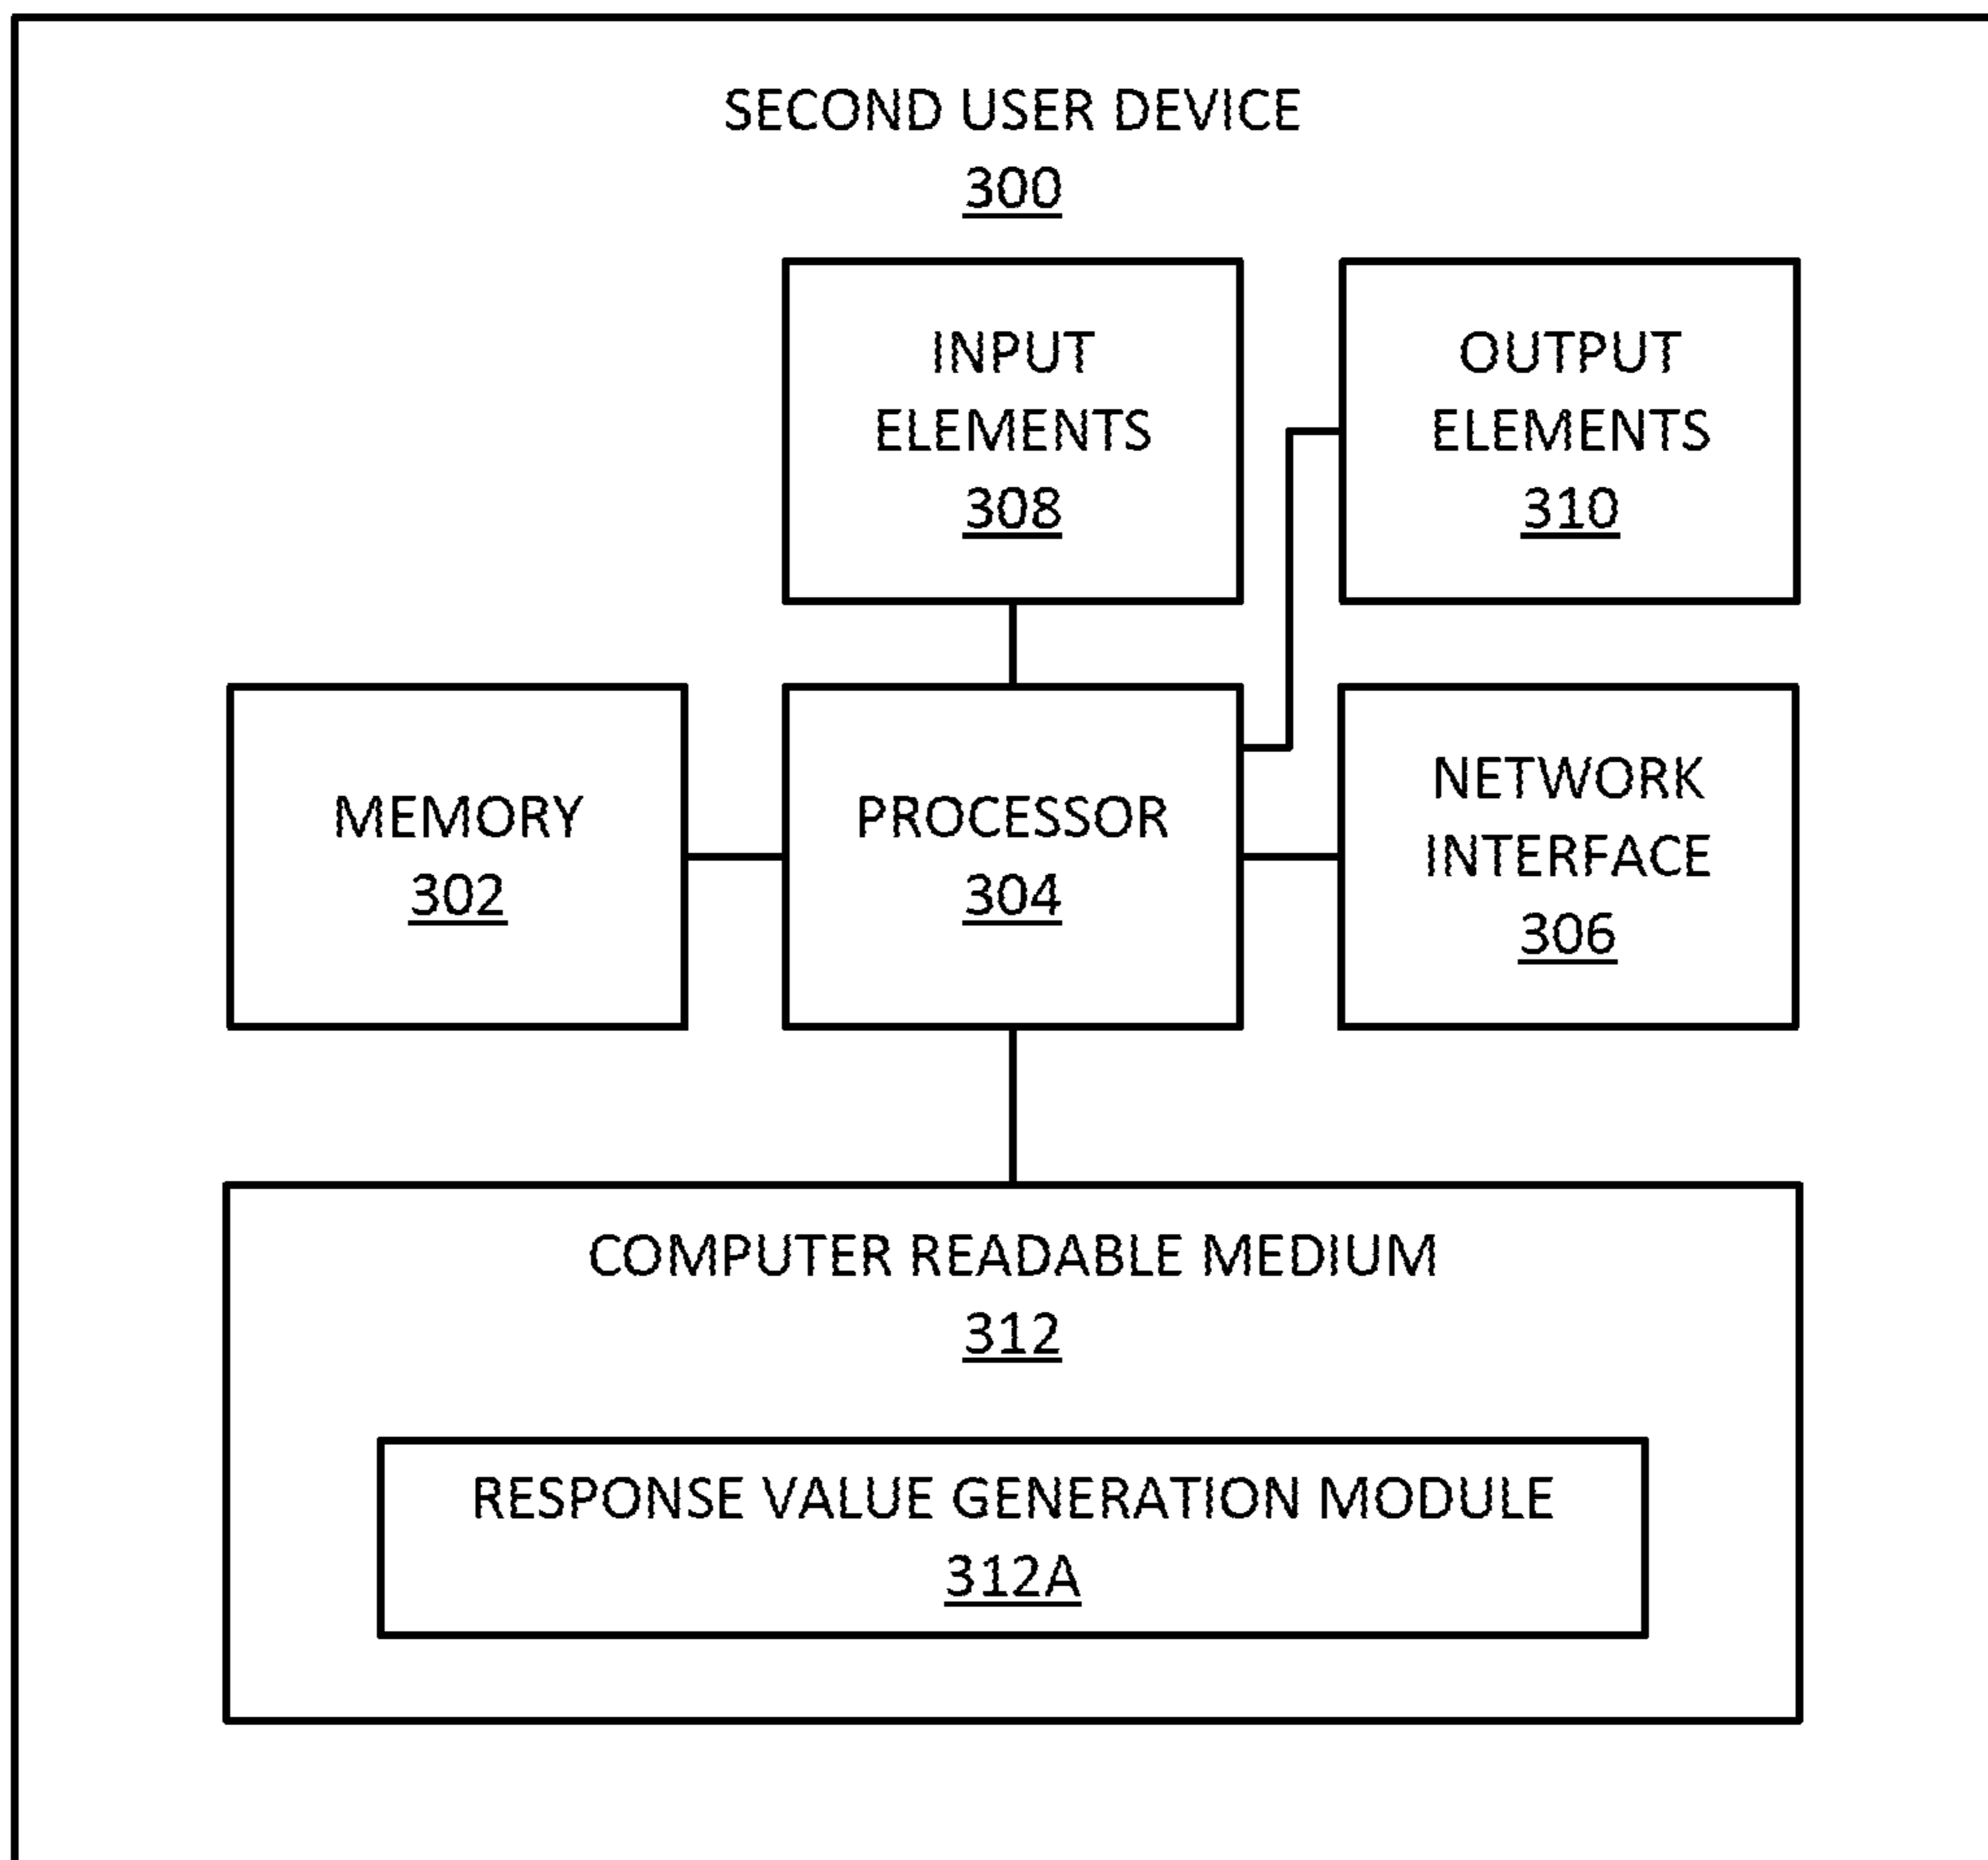 SECOND USER DEVICE
300
INPUT
ELEMENTS
308
OUTPUT
ELEMENTS
310
MEMORY
302
PROCESSOR
304
NETWORK
INTERFACE
306
COMPUTER READABLE MEDIUM
312
RESPONSE VALUE GENERATION MODULE
312A